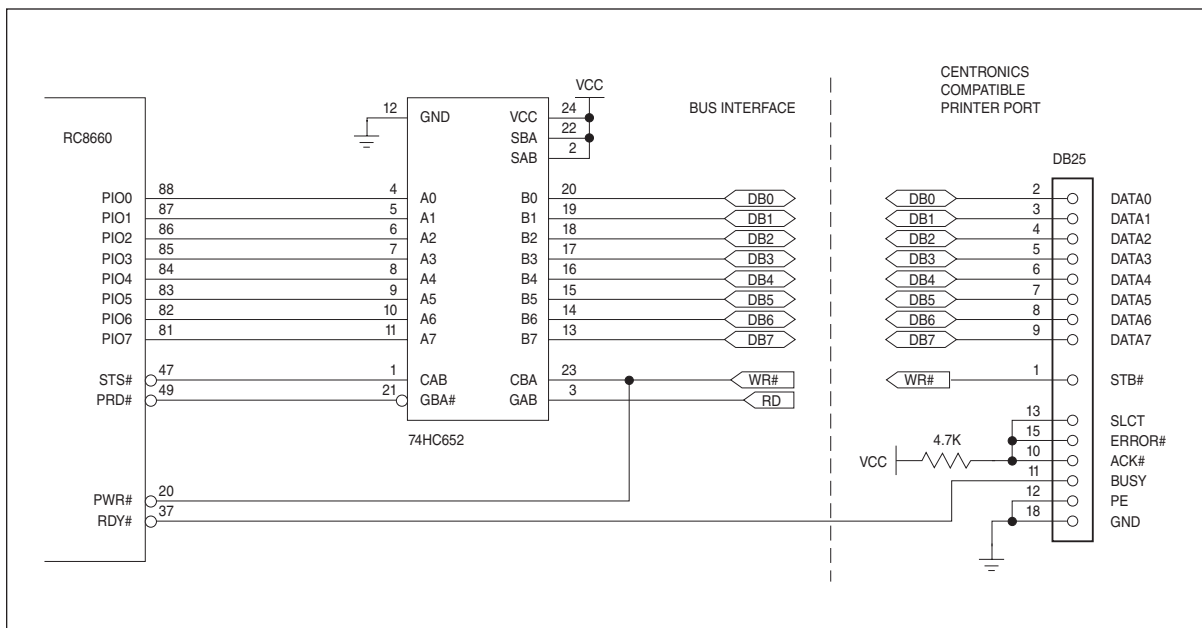 CENTRONICS
COMPATIBLE
PRINTER PORT
VCC
BUS INTERFACE
12 GND VCC 24
RC8660 SBA 22
SAB 2
DB25
PIO0 88 4 A0 B0 20 DB0 DB0 2 DATA0
PIO1 87 5 A1 B1 19 DB1 DB1 3 DATA1
PIO2 86 6 A2 B2 18 DB2 DB2 4 DATA2
PIO3 85 7 A3 B3 17 DB3 DB3 5 DATA3
PIO4 84 8 A4 B4 16 DB4 DB4 6 DATA4
PIO5 83 9 A5 B5 15 DB5 DB5 7 DATA5
PIO6 82 10 A6 B6 14 DB6 DB6 8 DATA6
PIO7 81 11 A7 B7 13 DB7 DB7 9 DATA7
STS# 47 1 CAB CBA 23 WR# WR# 1 STB#
PRD# 49 21 GBA# GAB 3 RD
13 SLCT
74HC652 4.7K 15 ERROR#
VCC 10 ACK#
11 BUSY
PWR# 20 12 PE
RDY# 37 18 GND